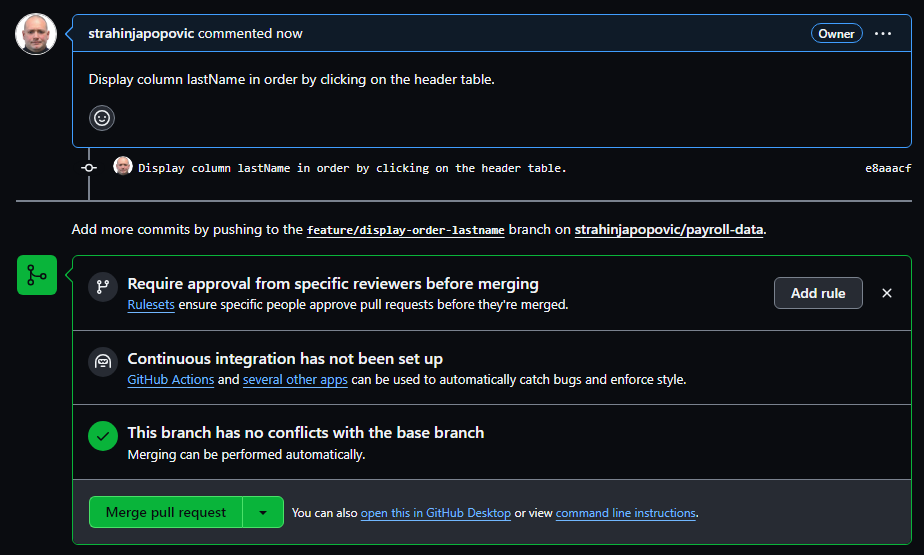 strahinjapopovic commented now
Owner
Display column lastName in order by clicking on the header table.
Display column lastName in order by clicking on the header table.
e8aaacf
Add more commits by pushing to the feature/display-order-lastname branch on strahinjapopovic/payroll-data.
Require approval from specific reviewers before merging
Rulesets ensure specific people approve pull requests before they're merged.
Add rule
Continuous integration has not been set up
GitHub Actions and several other apps can be used to automatically catch bugs and enforce style.
This branch has no conflicts with the base branch
Merging can be performed automatically.
Merge pull request
You can also open this in GitHub Desktop or view command line instructions.